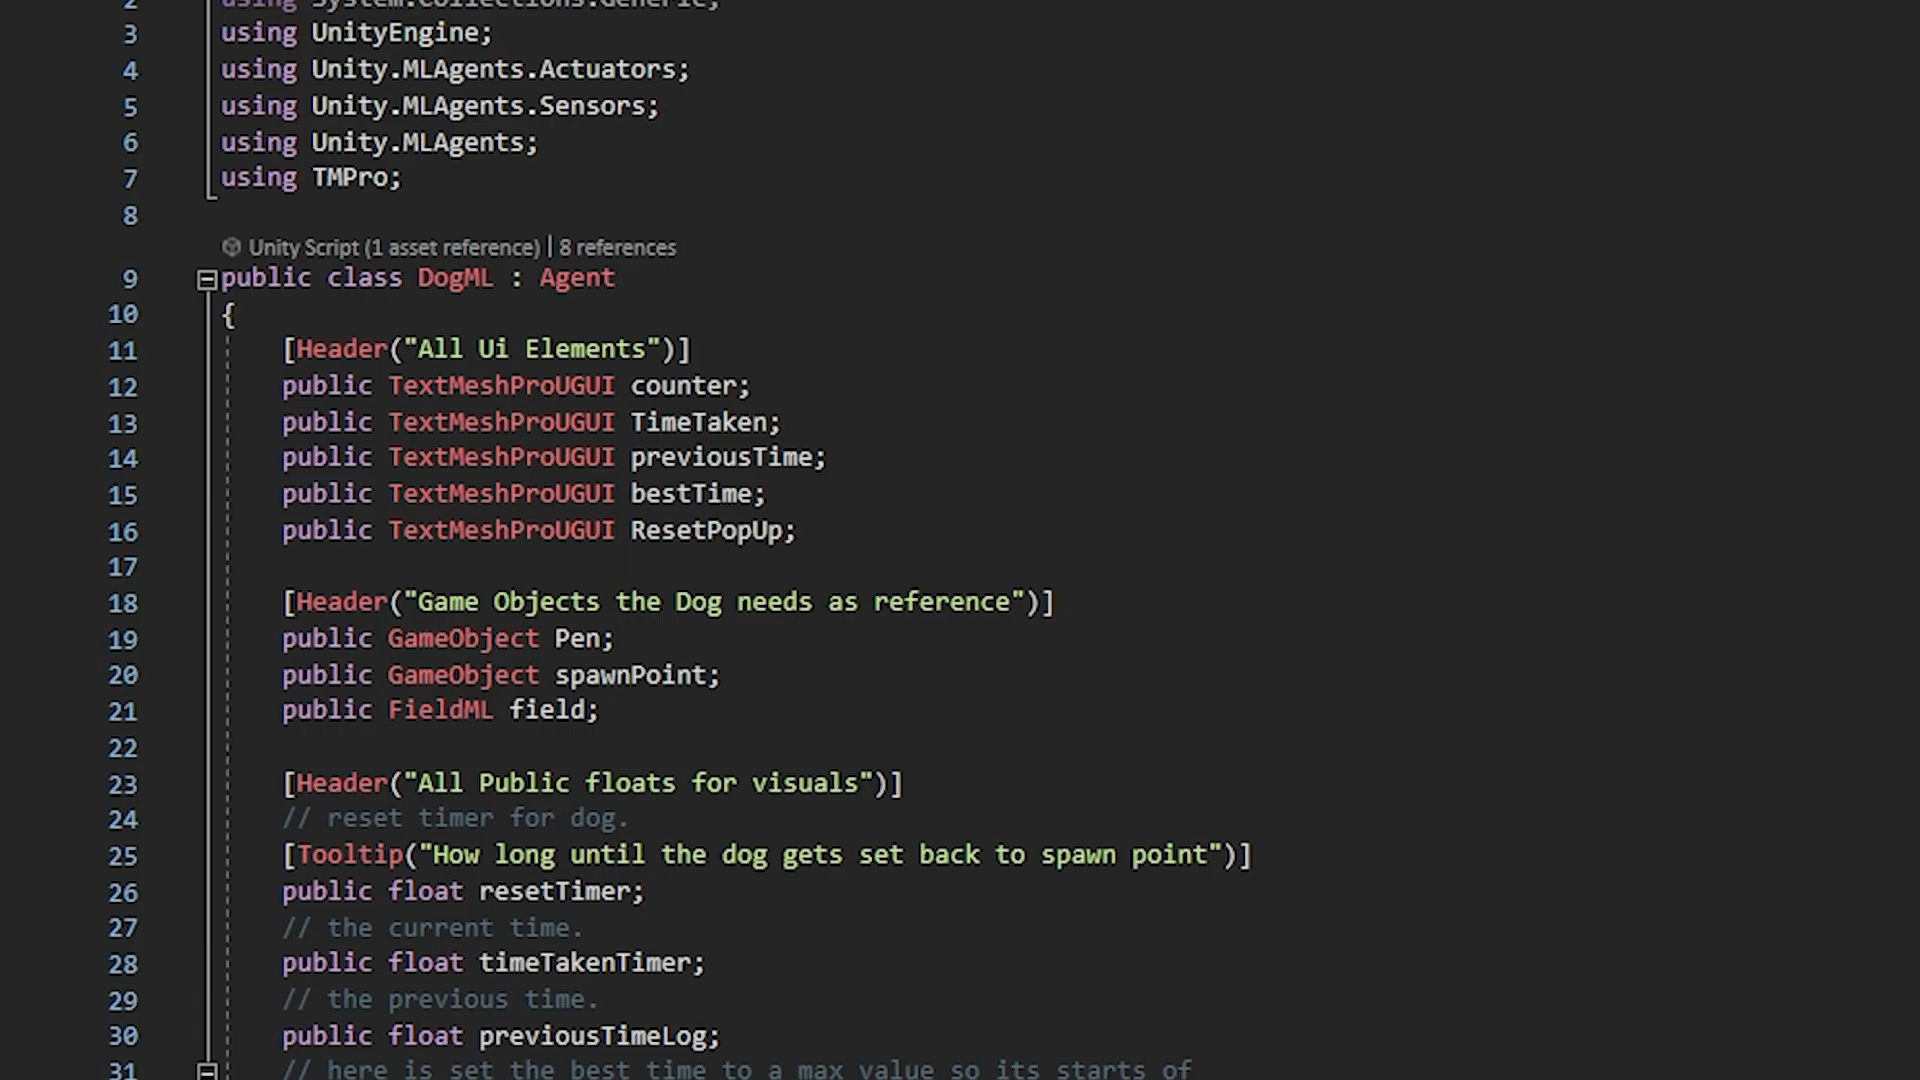 2 using System.Collections.Generic;
3 using UnityEngine;
4 using Unity.MLAgents.Actuators;
5 using Unity.MLAgents.Sensors;
6 using Unity.MLAgents;
7 using TMPro;
8
Unity Script (1 asset reference) | 8 references
9 public class DogML : Agent
10 {
11 [Header("All Ui Elements")]
12 public TextMeshProUGUI counter;
13 public TextMeshProUGUI TimeTaken;
14 public TextMeshProUGUI previousTime;
15 public TextMeshProUGUI bestTime;
16 public TextMeshProUGUI ResetPopUp;
17
18 [Header("Game Objects the Dog needs as reference")]
19 public GameObject Pen;
20 public GameObject spawnPoint;
21 public FieldML field;
22
23 [Header("All Public floats for visuals")]
24 // reset timer for dog.
25 [Tooltip("How long until the dog gets set back to spawn point")]
26 public float resetTimer;
27 // the current time.
28 public float timeTakenTimer;
29 // the previous time.
30 public float previousTimeLog;
31 // here is set the best time to a max value so its starts of